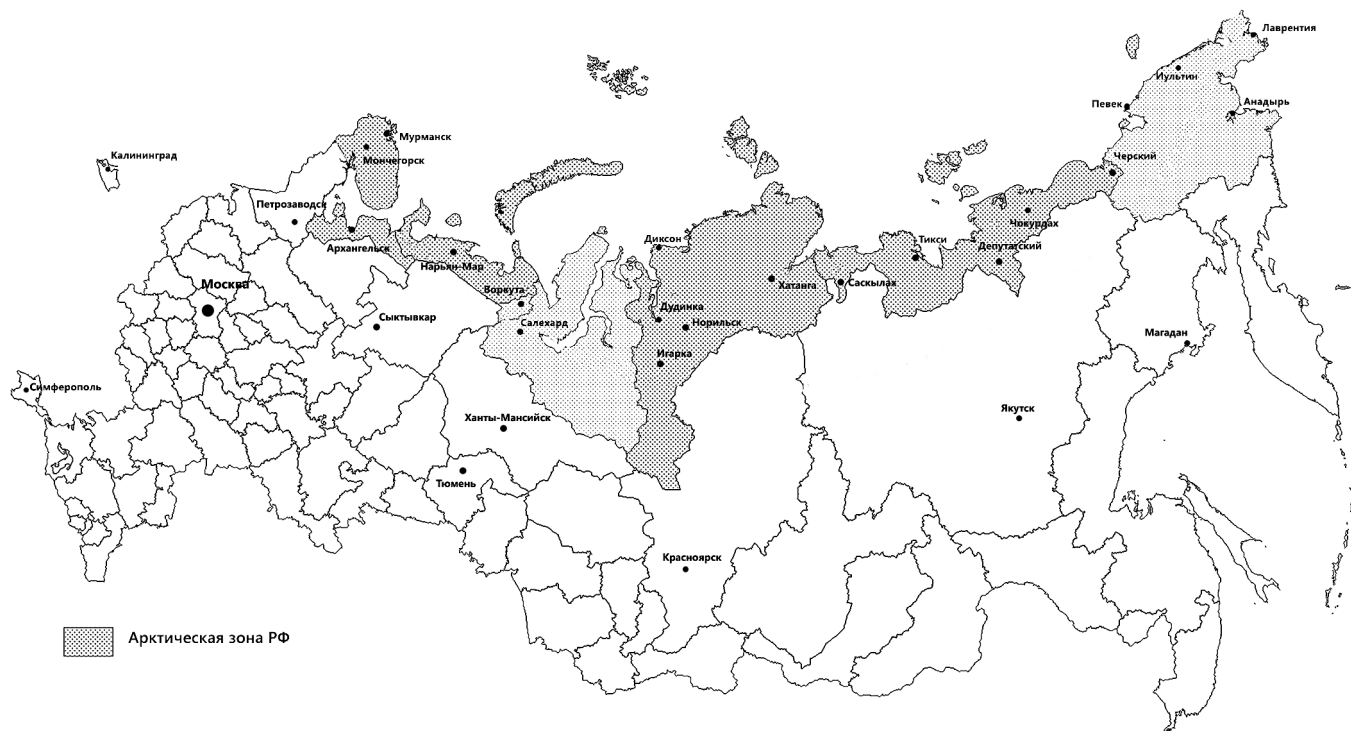 Лаврентия
Иультин
Певек
Анадырь
Мурманск
Калининград
Мончегорск
Черский
Петрозаводск
Чокурдах
Архангельск
Диксон
Тикси
Депутатский
Нарьян-Мар
Москва
Воркута
Хатанга
Саскылах
Дудинка
Сыктывкар
Салехард
Норильск
Магадан
Игарка
Симферополь
Ханты-Мансийск
Якутск
Тюмень
Красноярск
Арктическая зона РФ